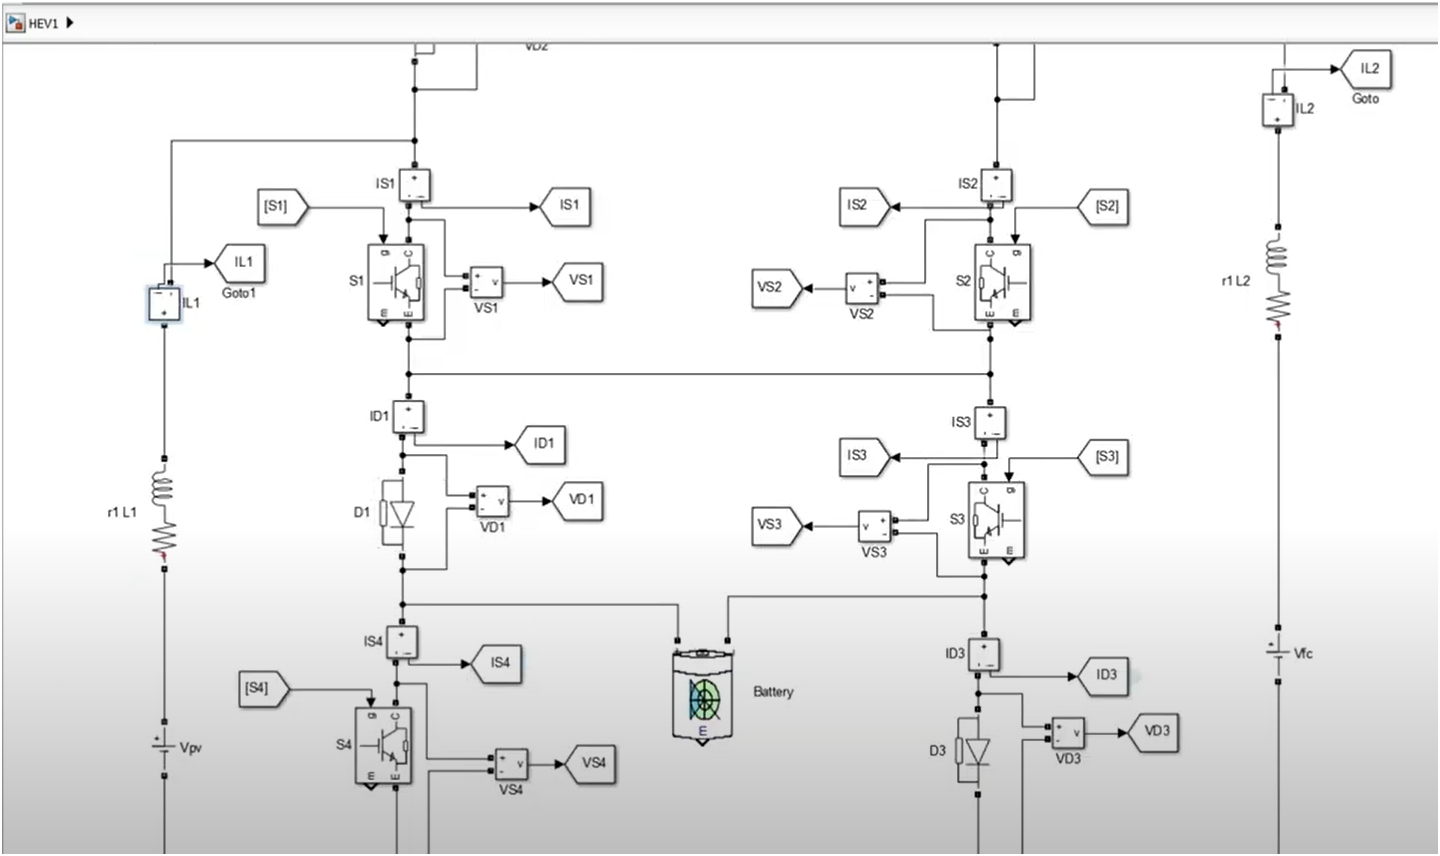 HEV1
VD2
IL2
Goto
IL2
IS1
[S1]
IS1
IS2
IS2
[S2]
IL1
Goto1
IL1
g
C
S1
m
E
+
-
v
VS1
VS1
VS2
v
+
-
VS2
C
g
S2
E
m
r1 L2
ID1
ID1
IS3
IS3
[S3]
r1 L1
D1
+
-
v
VD1
VD1
VS3
v
+
-
VS3
C
g
S3
E
m
IS4
IS4
[S4]
E
Battery
ID3
ID3
Vfc
Vpv
g
C
S4
m
E
+
-
v
VS4
VS4
D3
+
-
v
VD3
VD3